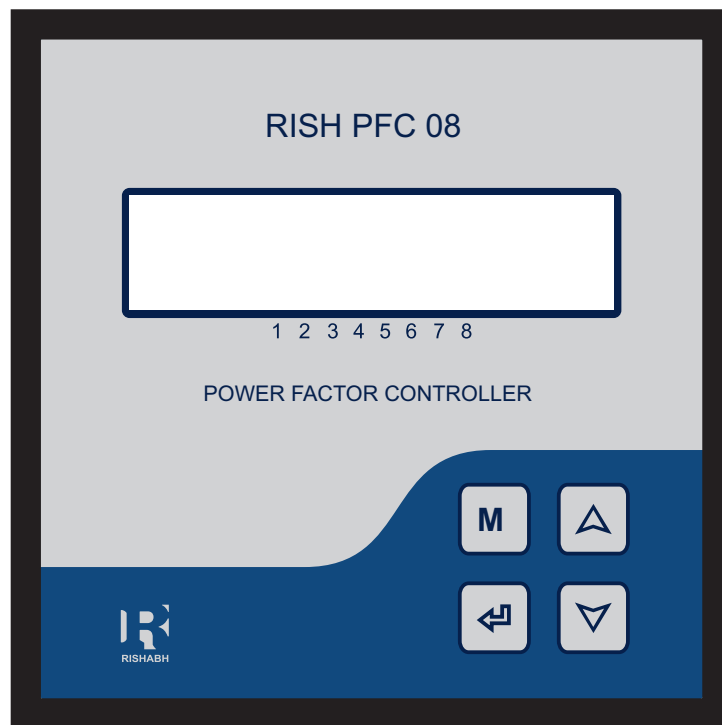 RISH PFC 08
1 2 3 4 5 6 7 8
POWER FACTOR CONTROLLER
M
RISHABH